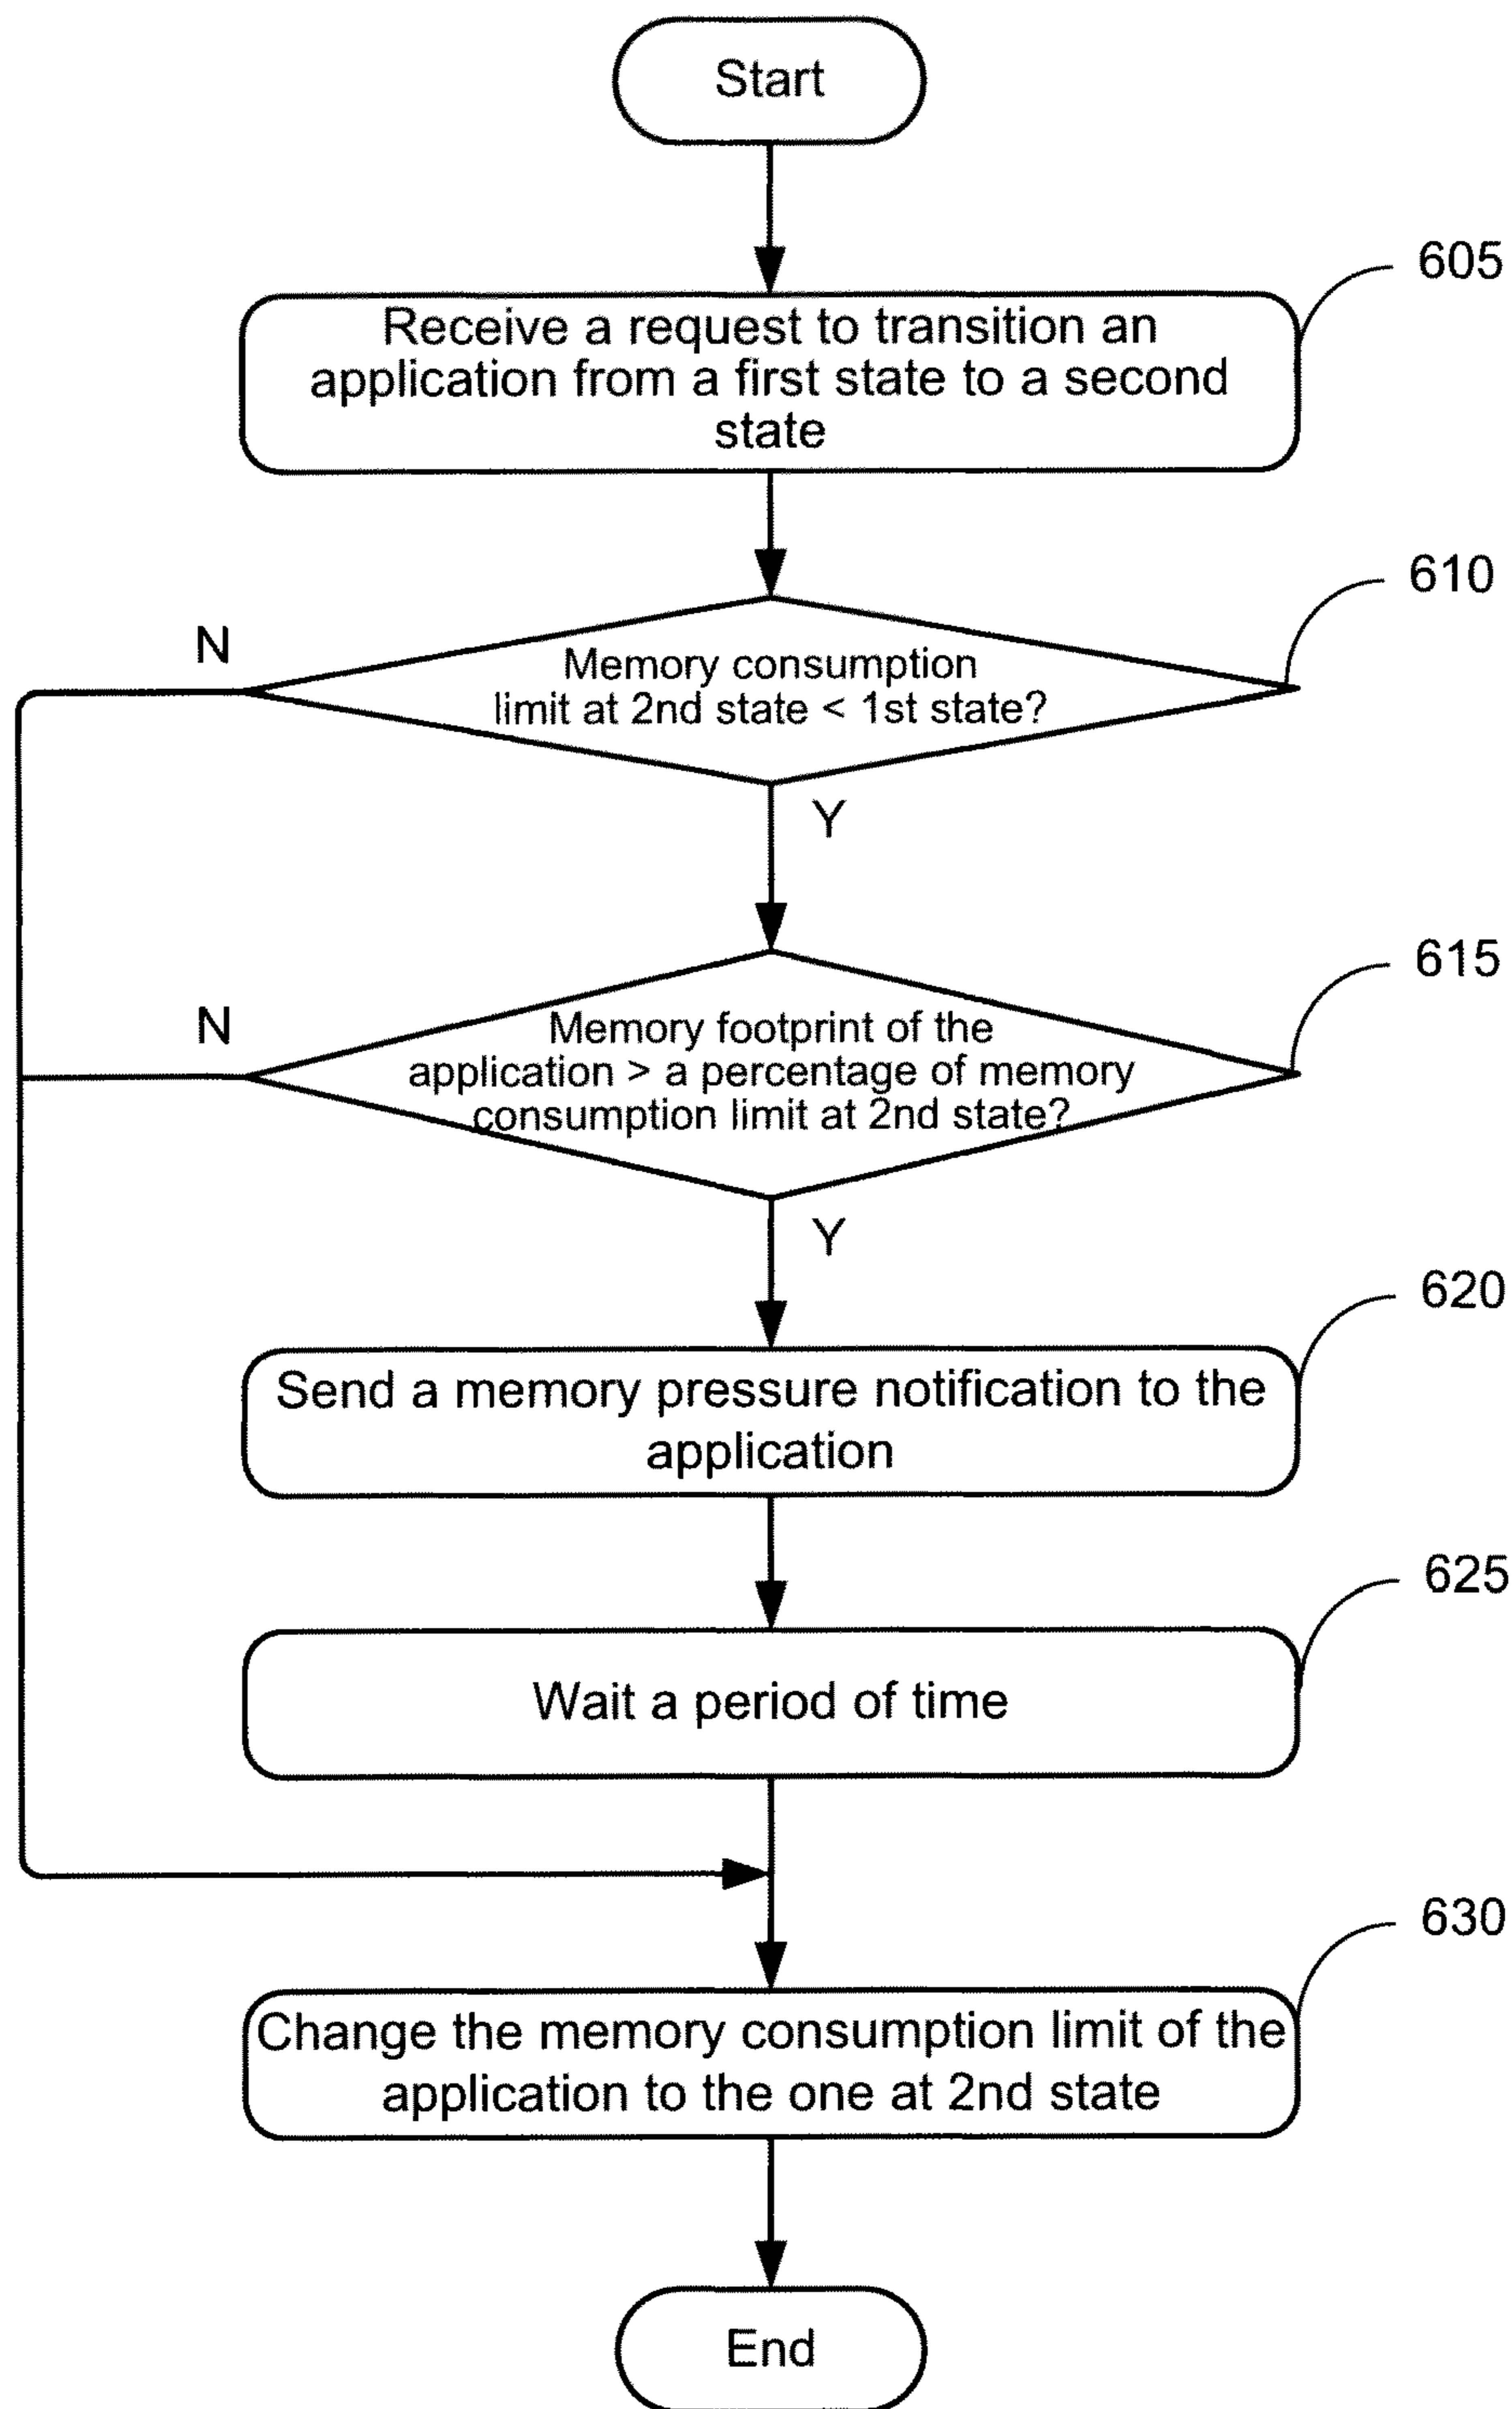 Start
605
Receive a request to transition an
application from a first state to a second
state
610
N
Memory consumption
limit at 2nd state < 1st state?
Y
615
N
Memory footprint of the
application > a percentage of memory
consumption limit at 2nd state?
Y
620
Send a memory pressure notification to the
application
625
Wait a period of time
630
Change the memory consumption limit of the
application to the one at 2nd state
End